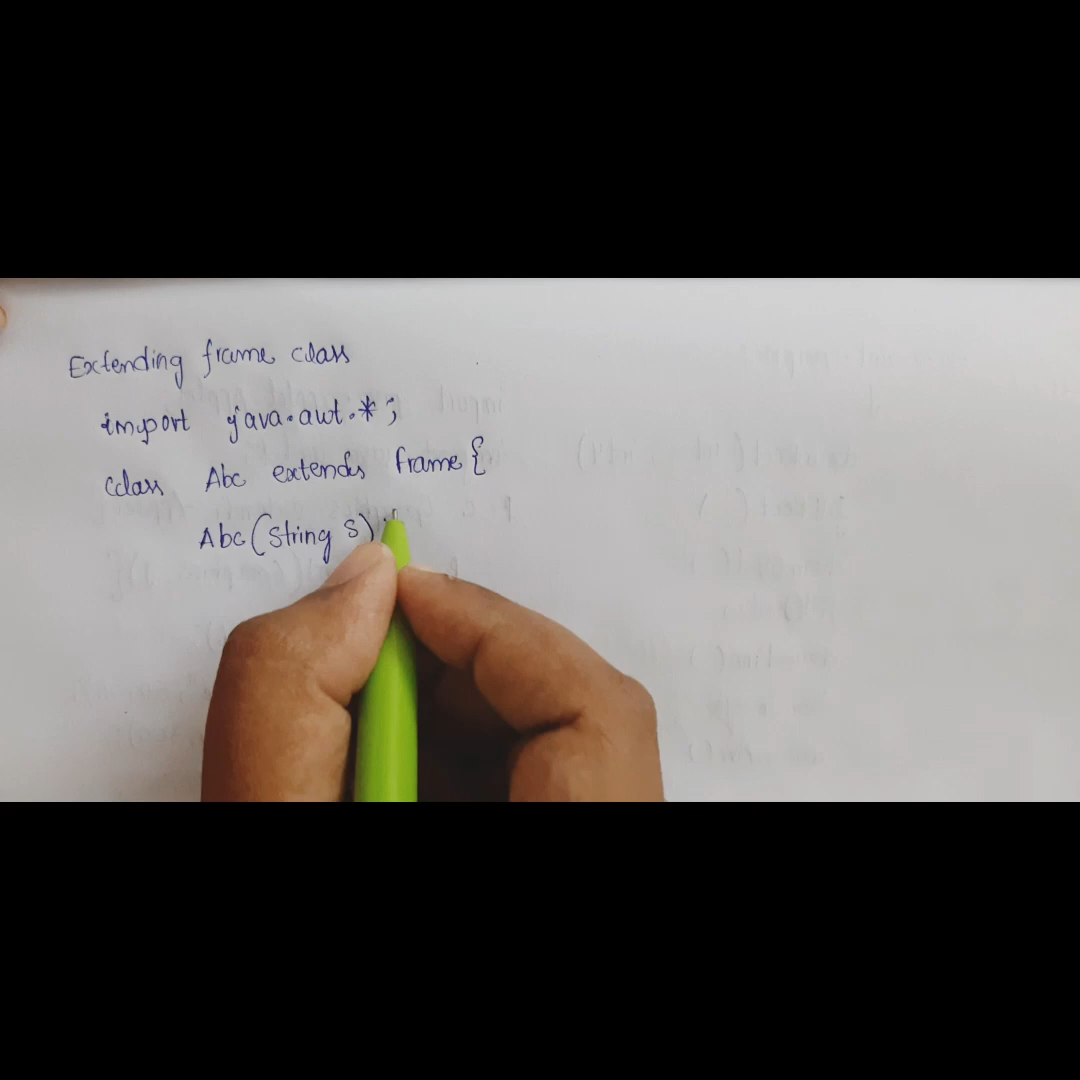 Extending frame class
import java.awt.*;
class Abc extends frame {
Abc(String s)